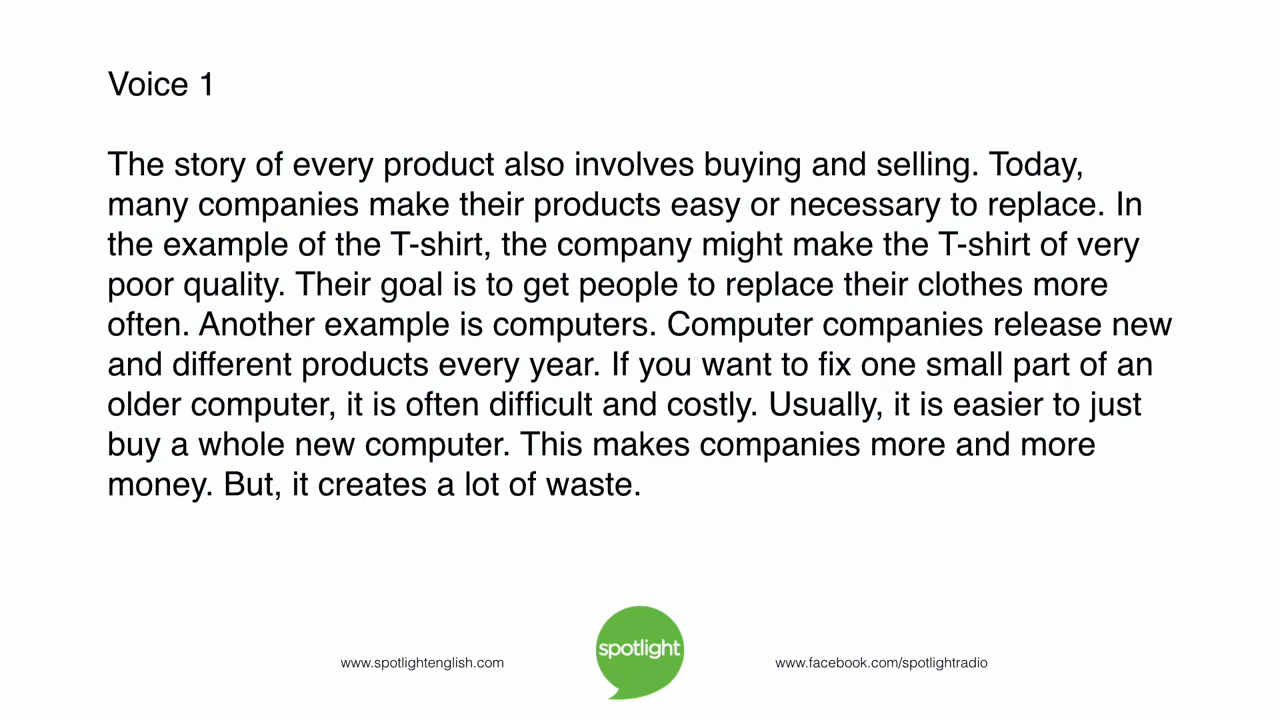 Voice 1
The story of every product also involves buying and selling. Today,
many companies make their products easy or necessary to replace. In
the example of the T-shirt, the company might make the T-shirt of very
poor quality. Their goal is to get people to replace their clothes more
often. Another example is computers. Computer companies release new
and different products every year. If you want to fix one small part of an
older computer, it is often difficult and costly. Usually, it is easier to just
buy a whole new computer. This makes companies more and more
money. But, it creates a lot of waste.
www.spotlightenglish.com
spotlight
www.facebook.com/spotlightradio